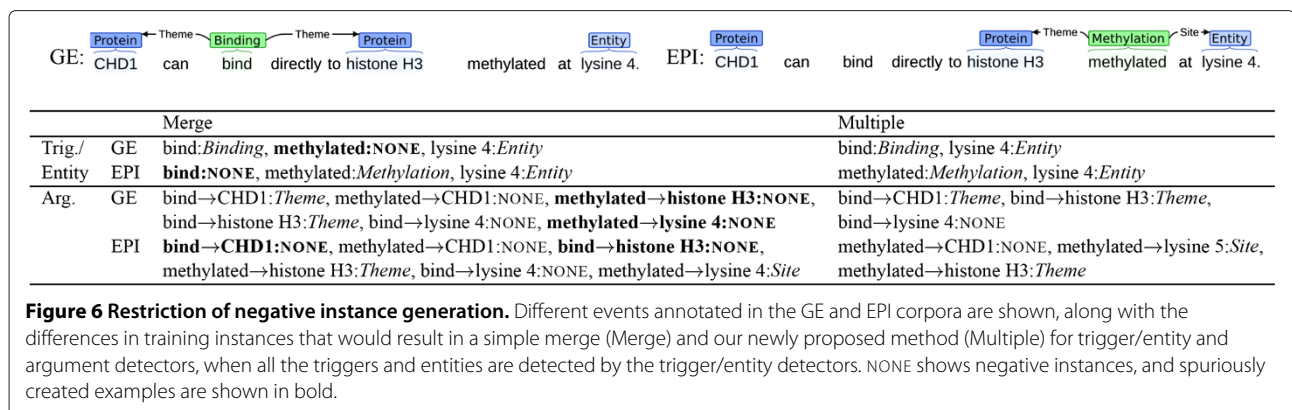 Protein Theme Binding Theme Protein Entity Protein Protein Theme Methylation Site Entity
GE: CHD1 can bind directly to histone H3 methylated at lysine 4. EPI: CHD1 can bind directly to histone H3 methylated at lysine 4.
Merge Multiple
Trig./ GE bind:Binding, methylated:NONE, lysine 4:Entity bind:Binding, lysine 4:Entity
Entity EPI bind:NONE, methylated:Methylation, lysine 4:Entity methylated:Methylation, lysine 4:Entity
Arg. GE bind→CHD1:Theme, methylated→CHD1:NONE, methylated→histone H3:NONE, bind→CHD1:Theme, bind→histone H3:Theme,
bind→histone H3:Theme, bind→lysine 4:NONE, methylated→lysine 4:NONE bind→lysine 4:NONE
EPI bind→CHD1:NONE, methylated→CHD1:NONE, bind→histone H3:NONE, methylated→CHD1:NONE, methylated→lysine 5:Site,
methylated→histone H3:Theme, bind→lysine 4:NONE, methylated→lysine 4:Site methylated→histone H3:Theme
Figure 6 Restriction of negative instance generation. Different events annotated in the GE and EPI corpora are shown, along with the
differences in training instances that would result in a simple merge (Merge) and our newly proposed method (Multiple) for trigger/entity and
argument detectors, when all the triggers and entities are detected by the trigger/entity detectors. NONE shows negative instances, and spuriously
created examples are shown in bold.